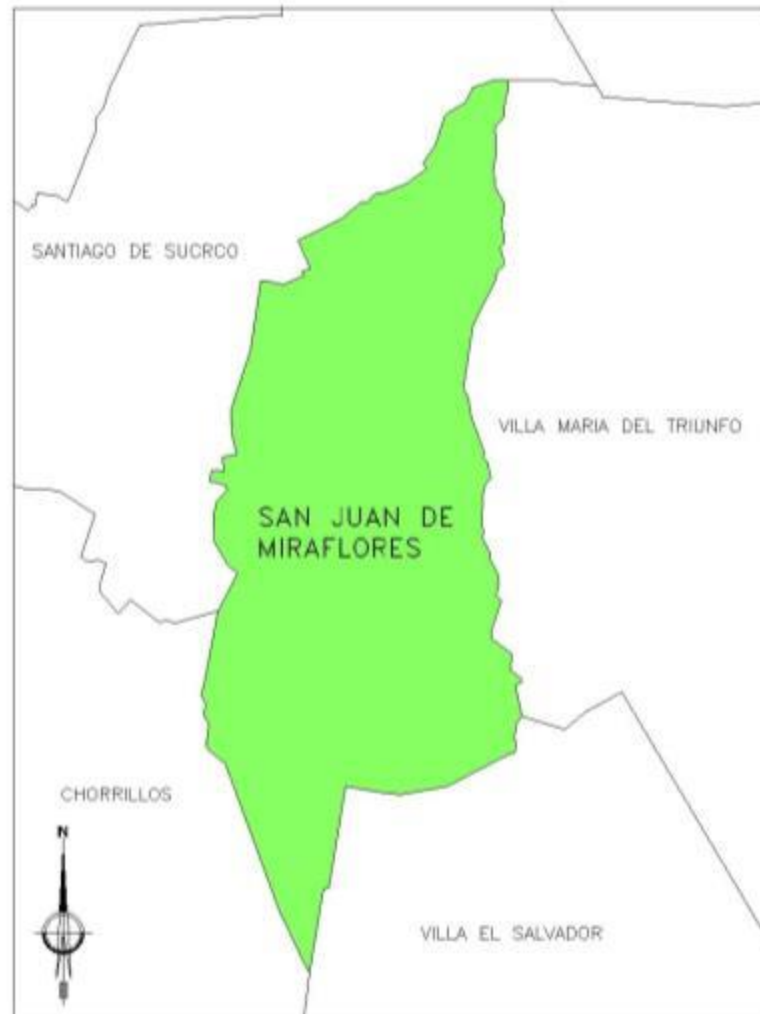 SANTIAGO DE SUCRCO
VILLA MARIA DEL TRIUNFO
SAN JUAN DE
MIRAFLORES
CHORRILLOS
N
VILLA EL SALVADOR